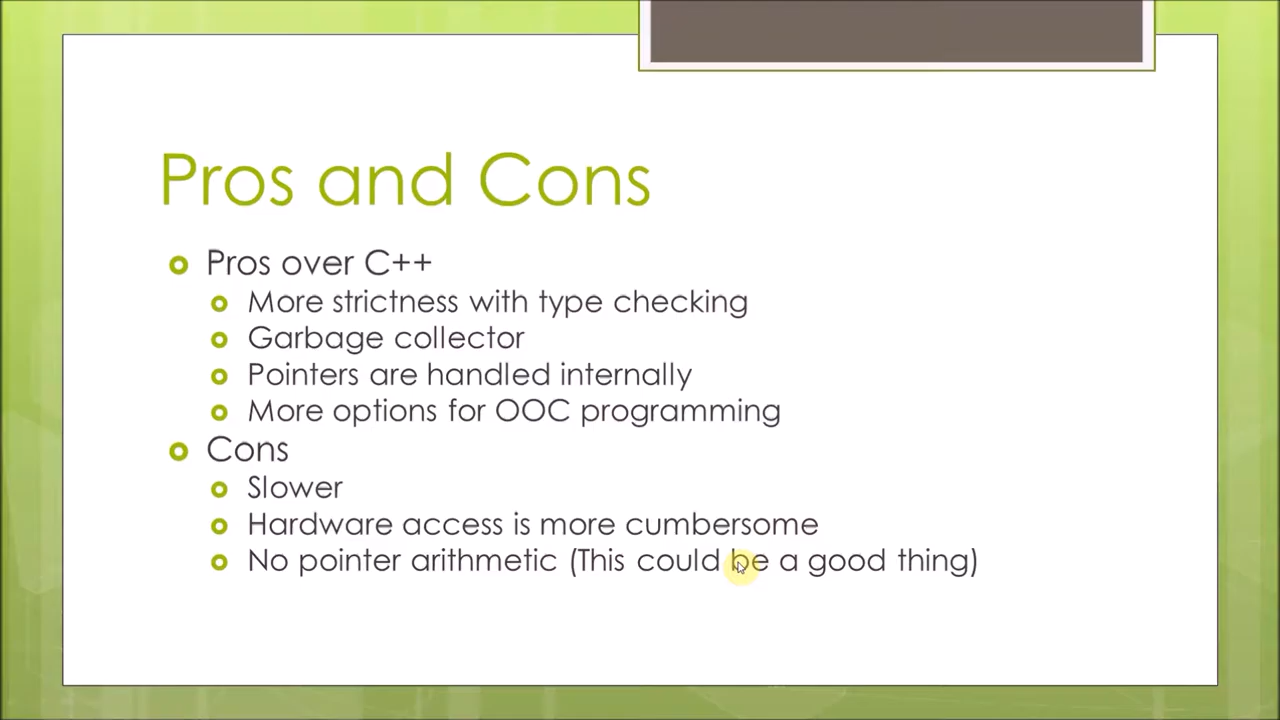 Pros and Cons
Pros over C++
More strictness with type checking
Garbage collector
Pointers are handled internally
More options for OOC programming
Cons
Slower
Hardware access is more cumbersome
No pointer arithmetic (This could be a good thing)